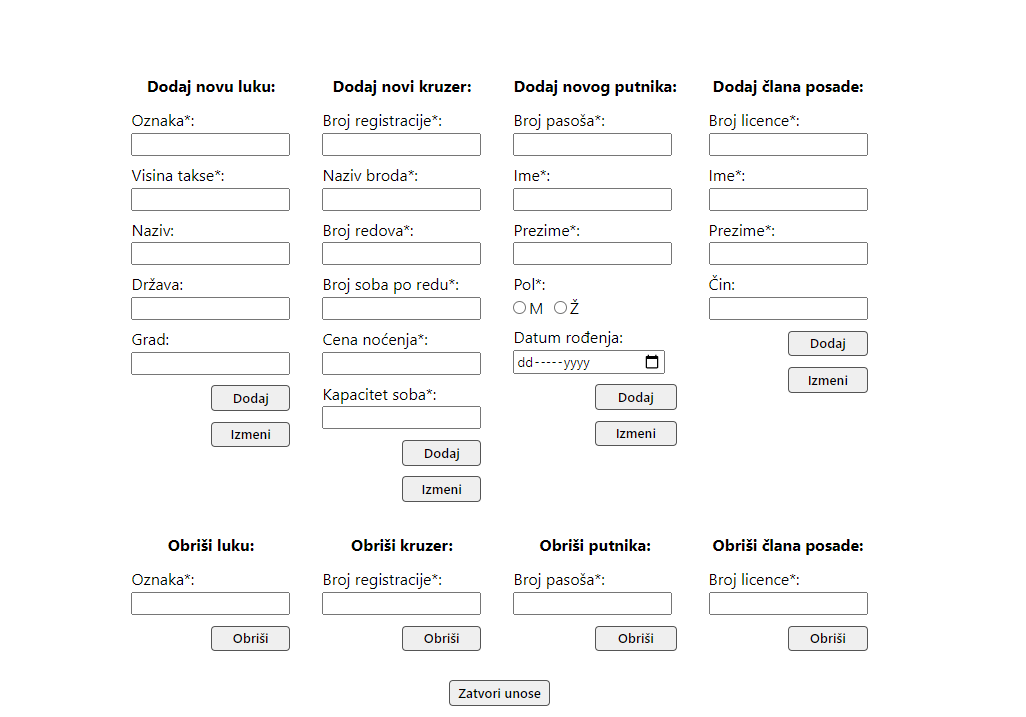 Dodaj novu luku:
Oznaka*:
Visina takse*:
Naziv:
Država:
Grad:
Dodaj
Izmeni
Dodaj novi kruzer:
Broj registracije*:
Naziv broda*:
Broj redova*:
Broj soba po redu*:
Cena noćenja*:
Kapacitet soba*:
Dodaj
Izmeni
Dodaj novog putnika:
Broj pasoša*:
Ime*:
Prezime*:
Pol*:
M Ž
Datum rođenja:
dd-----yyyy
Dodaj
Izmeni
Dodaj člana posade:
Broj licence*:
Ime*:
Prezime*:
Čin:
Dodaj
Izmeni
Obriši luku:
Oznaka*:
Obriši
Obriši kruzer:
Broj registracije*:
Obriši
Obriši putnika:
Broj pasoša*:
Obriši
Obriši člana posade:
Broj licence*:
Obriši
Zatvori unose